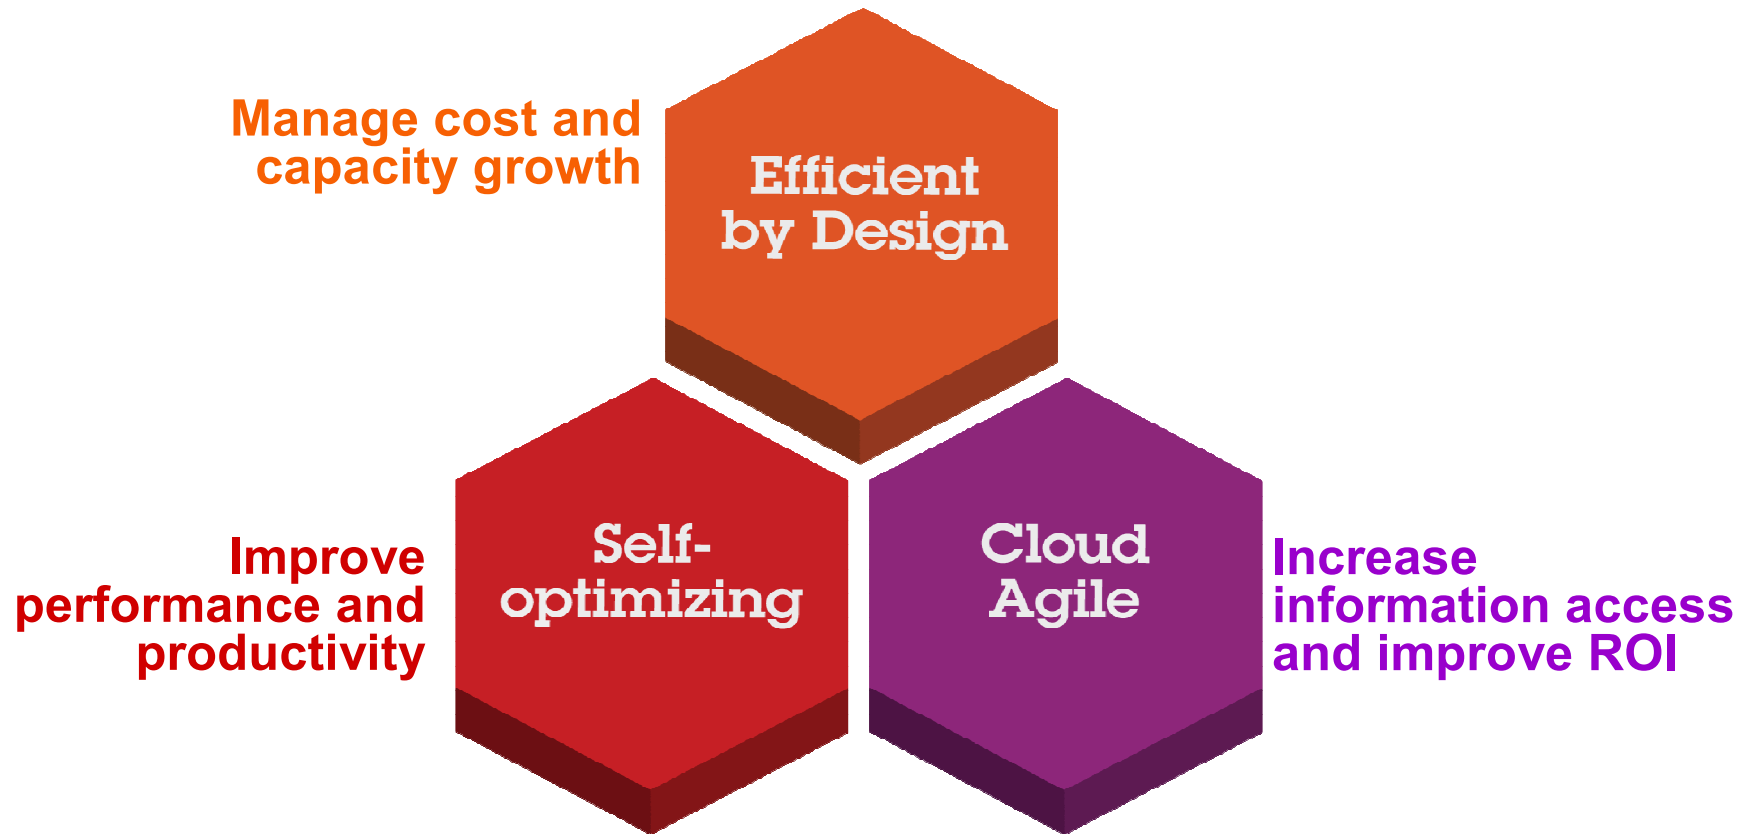 Manage cost and
capacity growth
Efficient
by Design
Improve
performance and
productivity
Self-
optimizing
Cloud
Agile
Increase
information access
and improve ROI